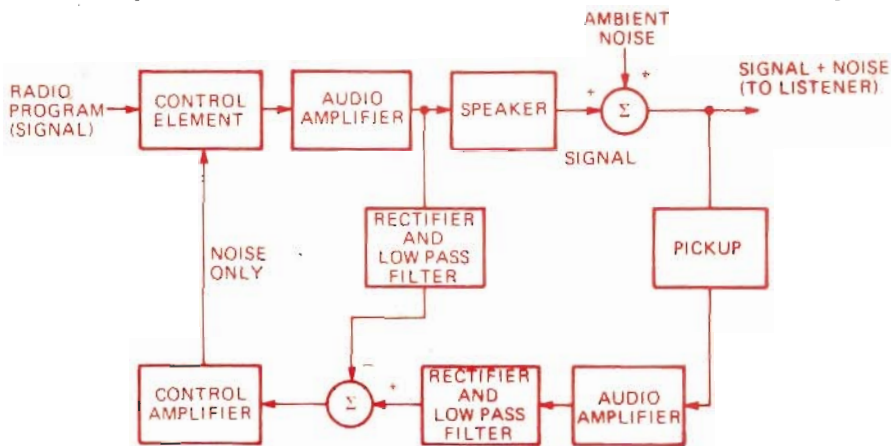 AMBIENT
NOISE
RADIO
PROGRAM
(SIGNAL)
CONTROL
ELEMENT
AUDIO
AMPLIFIER
+
SPEAKER
+
Σ
SIGNAL + NOISE
(TO LISTENER)
SIGNAL
NOISE
ONLY
RECTIFIER
AND
LOW PASS
FILTER
PICKUP
CONTROL
AMPLIFIER
−
Σ
+
RECTIFIER
AND
LOW PASS
FILTER
AUDIO
AMPLIFIER